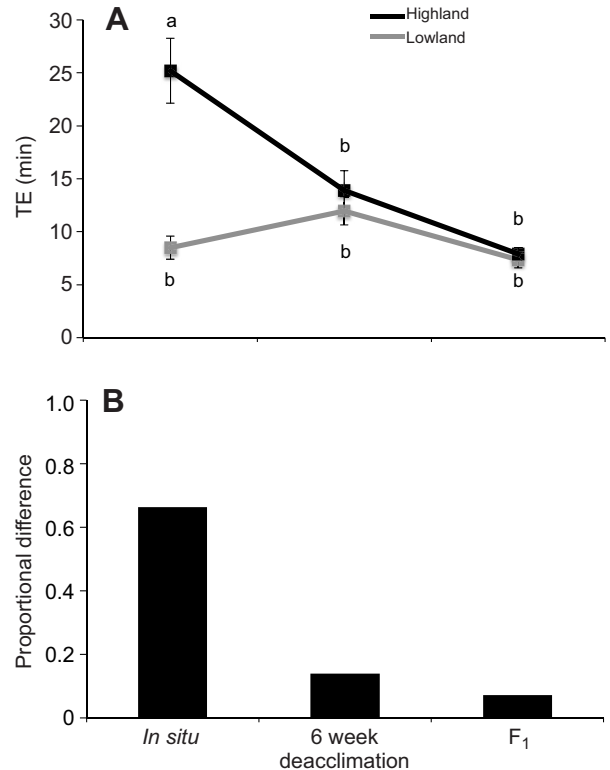 A
Highland
Lowland
30
25
20
15
10
5
0
TE (min)
a
b
b
b
b
b
B
1.0
0.8
0.6
0.4
0.2
0
Proportional difference
In situ
6 week
deacclimation
F1